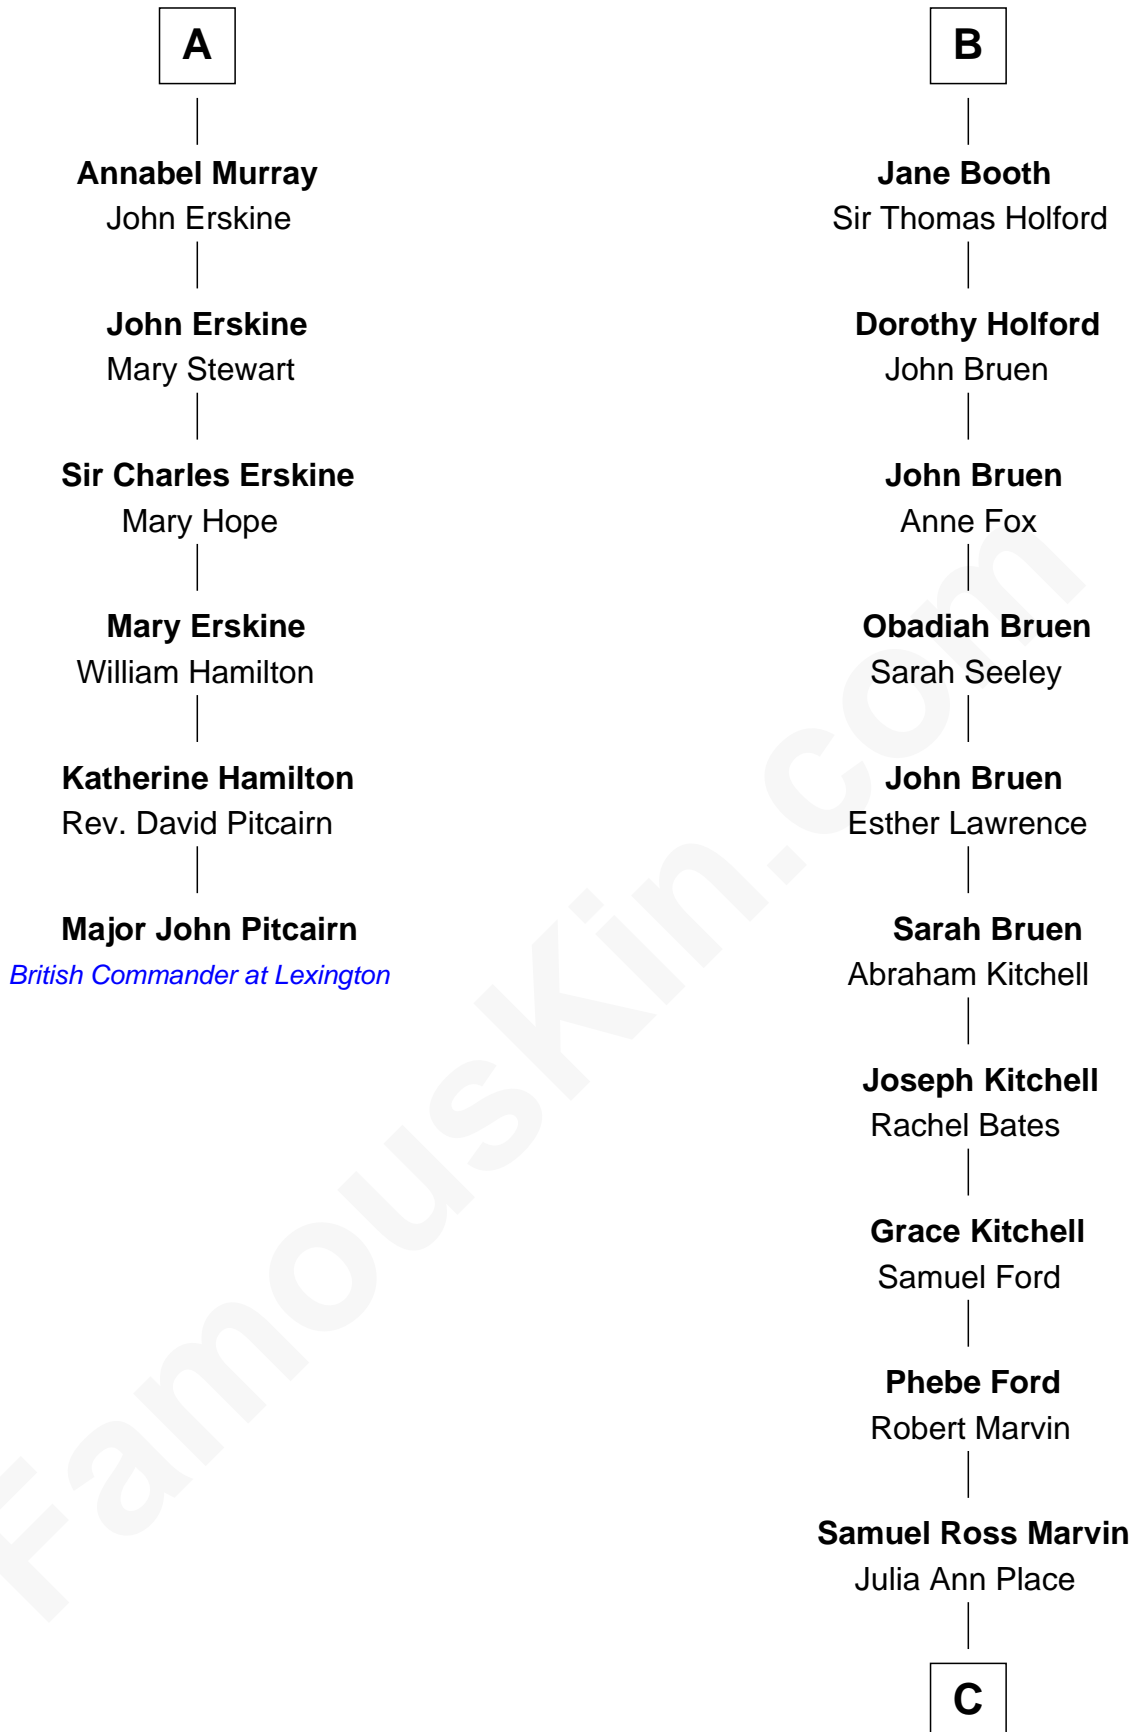 A
Annabel Murray
John Erskine
John Erskine
Mary Stewart
Sir Charles Erskine
Mary Hope
Mary Erskine
William Hamilton
Katherine Hamilton
Rev. David Pitcairn
Major John Pitcairn
British Commander at Lexington
B
Jane Booth
Sir Thomas Holford
Dorothy Holford
John Bruen
John Bruen
Anne Fox
Obadiah Bruen
Sarah Seeley
John Bruen
Esther Lawrence
Sarah Bruen
Abraham Kitchell
Joseph Kitchell
Rachel Bates
Grace Kitchell
Samuel Ford
Phebe Ford
Robert Marvin
Samuel Ross Marvin
Julia Ann Place
C
FamousKin.com